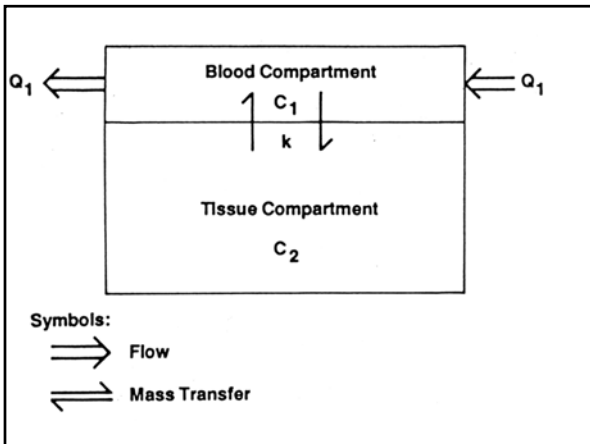 Blood Compartment
Q1
Q1
C1
k
Tissue Compartment
C2
Symbols:
Flow
Mass Transfer